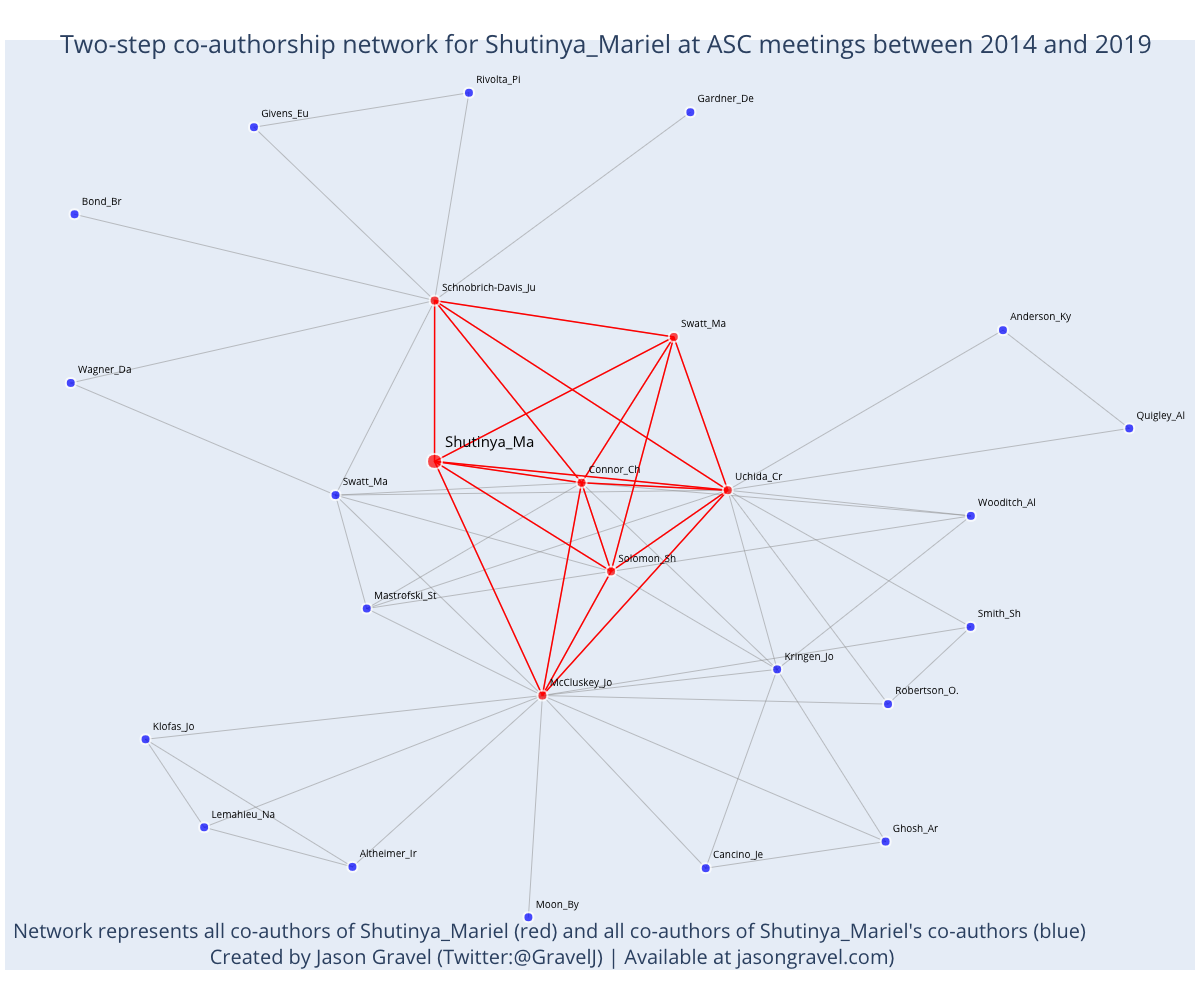 Two-step co-authorship network for Shutinya_Mariel at ASC meetings between 2014 and 2019
Rivolta_Pi
Gardner_De
Givens_Eu
Bond_Br
Schnobrich-Davis_Ju
Anderson_Ky
Swatt_Ma
Wagner_Da
Quigley_Al
Shutinya_Ma
Connor_Ch
Uchida_Cr
Swatt_Ma
Wooditch_Al
Solomon_Sh
Mastrofski_St
Smith_Sh
Kringen_Jo
McCluskey_Jo
Robertson_O.
Klofas_Jo
Lemahieu_Na
Ghosh_Ar
Altheimer_Ir
Cancino_Je
Moon_By
Network represents all co-authors of Shutinya_Mariel (red) and all co-authors of Shutinya_Mariel's co-authors (blue)
Created by Jason Gravel (Twitter:@GravelJ) | Available at jasongravel.com)